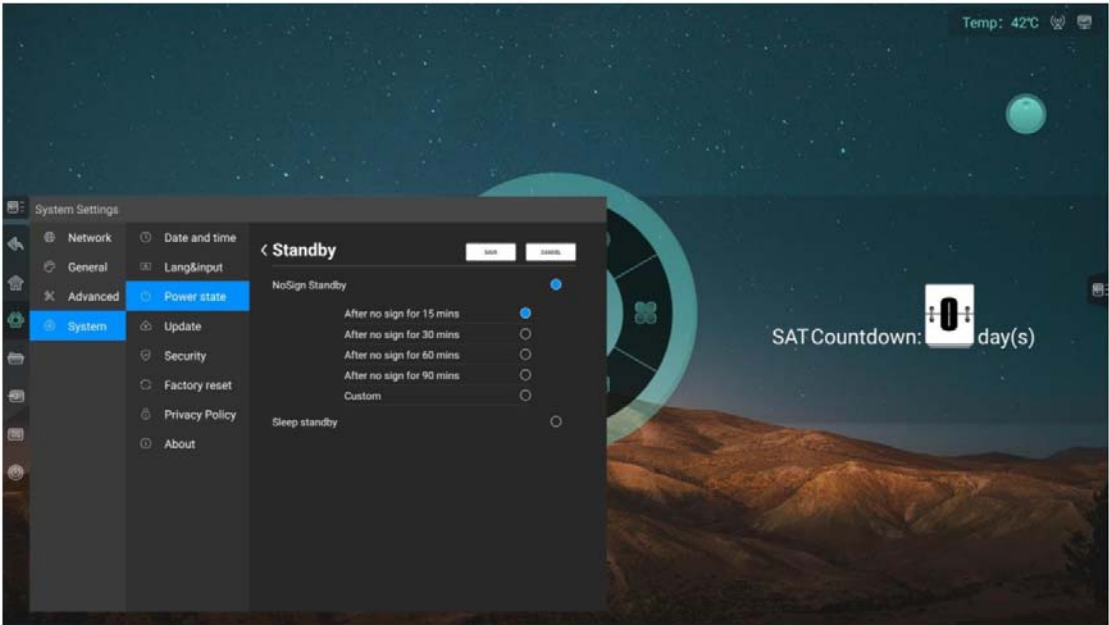 Temp: 42℃
System Settings
Network
General
Advanced
System
Date and time
Lang&input
Power state
Update
Security
Factory reset
Privacy Policy
About
< Standby
SAVE
CANCEL
NoSign Standby
After no sign for 15 mins
After no sign for 30 mins
After no sign for 60 mins
After no sign for 90 mins
Custom
Sleep standby
SAT Countdown: 0 day(s)